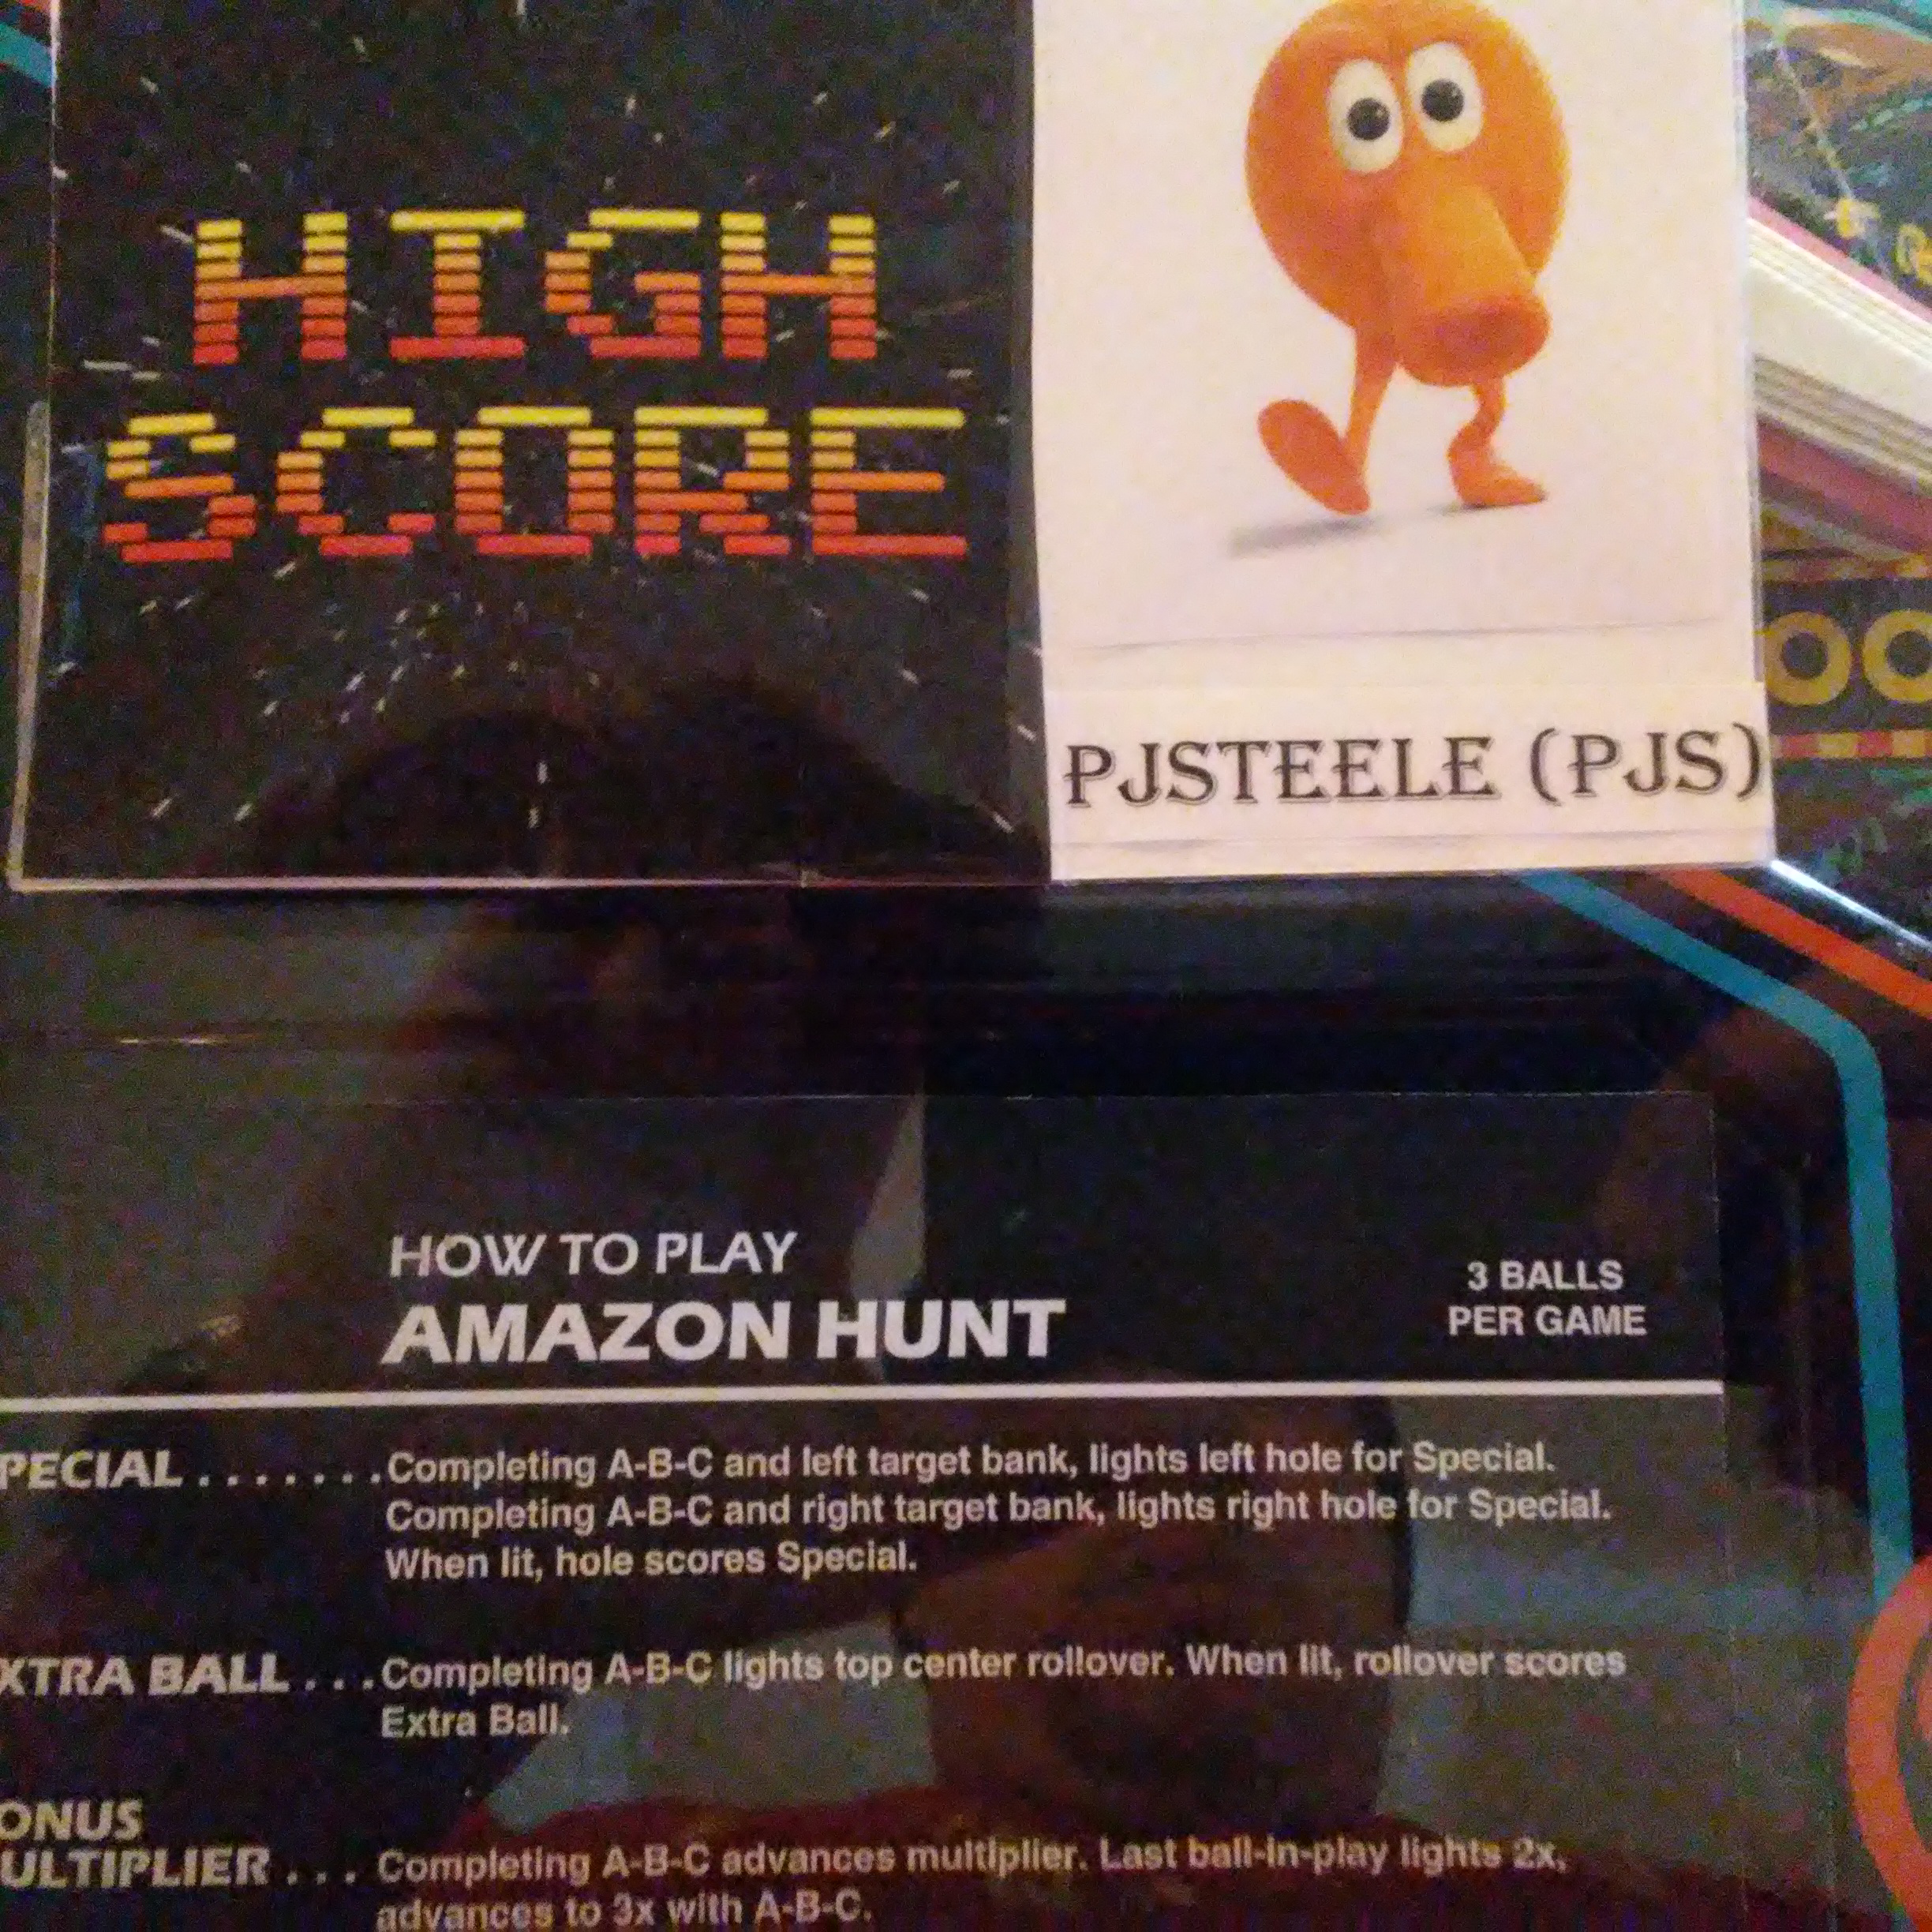 HIGH
SCORE
PJSTEELE (PJS)
OO
HOW TO PLAY
AMAZON HUNT
3 BALLS
PER GAME
PECIAL.......Completing A-B-C and left target bank, lights left hole for Special.
Completing A-B-C and right target bank, lights right hole for Special.
When lit, hole scores Special.
XTRA BALL...Completing A-B-C lights top center rollover. When lit, rollover scores
Extra Ball.
ONUS
ULTIPLIER... Completing A-B-C advances multiplier. Last ball-in-play lights 2x,
advances to 3x with A-B-C.